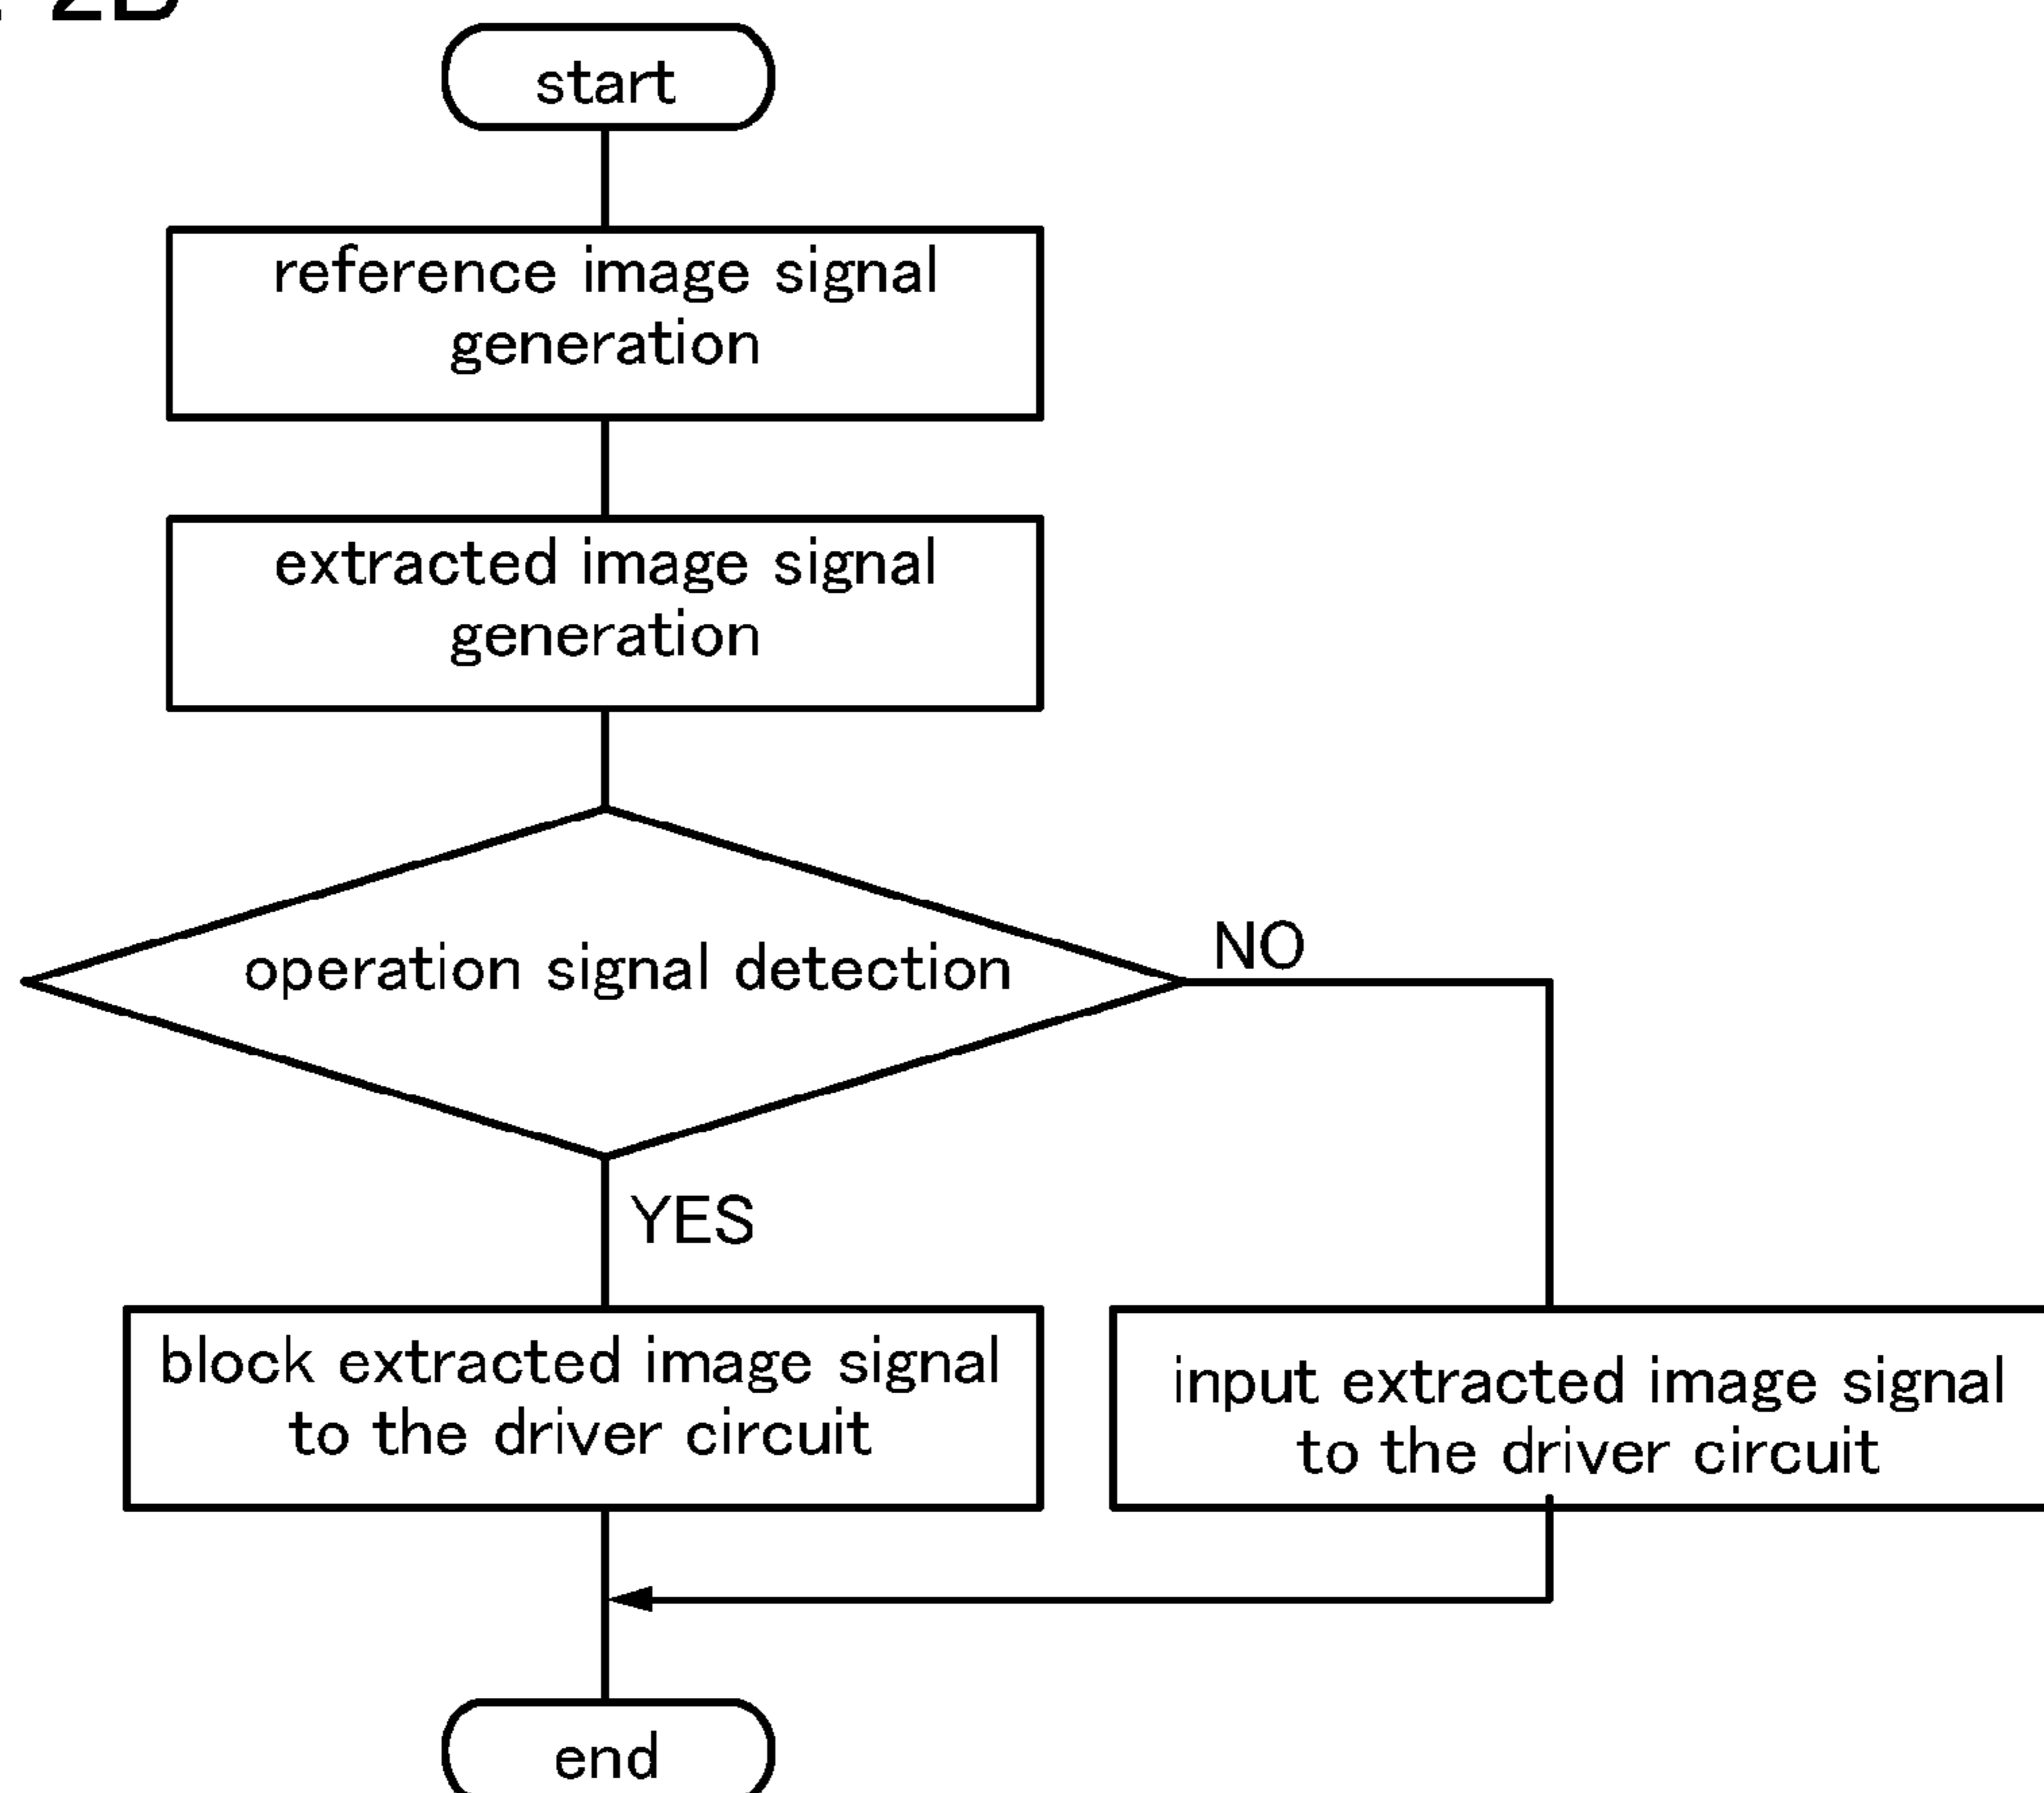 2B
start
reference image signal
generation
extracted image signal
generation
operation signal detection
NO
YES
block extracted image signal
to the driver circuit
input extracted image signal
to the driver circuit
end